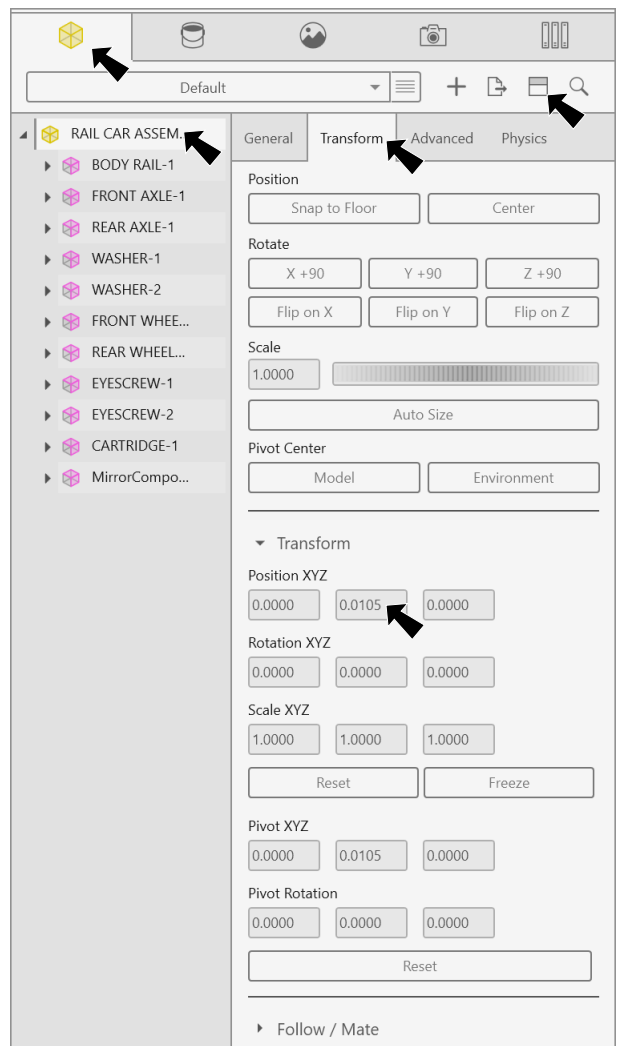 Default
RAIL CAR ASSEM...
BODY RAIL-1
FRONT AXLE-1
REAR AXLE-1
WASHER-1
WASHER-2
FRONT WHEE...
REAR WHEEL...
EYESCREW-1
EYESCREW-2
CARTRIDGE-1
MirrorCompo...
General Transform Advanced Physics
Position
Snap to Floor Center
Rotate
X +90 Y +90 Z +90
Flip on X Flip on Y Flip on Z
Scale
1.0000
Auto Size
Pivot Center
Model Environment
Transform
Position XYZ
0.0000 0.0105 0.0000
Rotation XYZ
0.0000 0.0000 0.0000
Scale XYZ
1.0000 1.0000 1.0000
Reset Freeze
Pivot XYZ
0.0000 0.0105 0.0000
Pivot Rotation
0.0000 0.0000 0.0000
Reset
Follow / Mate